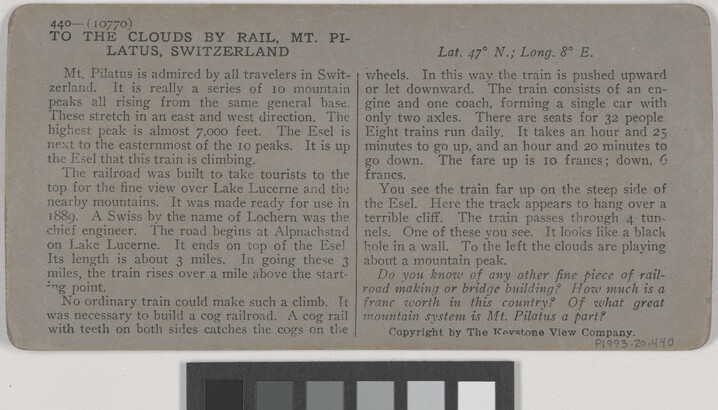 440—(10770)
TO THE CLOUDS BY RAIL, MT. PI-
LATUS, SWITZERLAND
Mt. Pilatus is admired by all travelers in Swit-
zerland. It is really a series of 10 mountain
peaks all rising from the same general base.
These stretch in an east and west direction. The
highest peak is almost 7,000 feet. The Esel is
next to the easternmost of the 10 peaks. It is up
the Esel that this train is climbing.
The railroad was built to take tourists to the
top for the fine view over Lake Lucerne and the
nearby mountains. It was made ready for use in
1889. A Swiss by the name of Lochern was the
chief engineer. The road begins at Alpnachstad
on Lake Lucerne. It ends on top of the Esel.
Its length is about 3 miles. In going these 3
miles, the train rises over a mile above the start-
ing point.
No ordinary train could make such a climb. It
was necessary to build a cog railroad. A cog rail
with teeth on both sides catches the cogs on the
Lat. 47° N.; Long. 8° E.
wheels. In this way the train is pushed upward
or let downward. The train consists of an en-
gine and one coach, forming a single car with
only two axles. There are seats for 32 people
Eight trains run daily. It takes an hour and 25
minutes to go up, and an hour and 20 minutes to
go down. The fare up is 10 francs; down, 6
francs.
You see the train far up on the steep side of
the Esel. Here the track appears to hang over a
terrible cliff. The train passes through 4 tun-
nels. One of these you see. It looks like a black
hole in a wall. To the left the clouds are playing
about a mountain peak.
Do you know of any other fine piece of rail-
road making or bridge building? How much is a
franc worth in this country? Of what great
mountain system is Mt. Pilatus a part?
Copyright by The Keystone View Company.
P1993.20.440